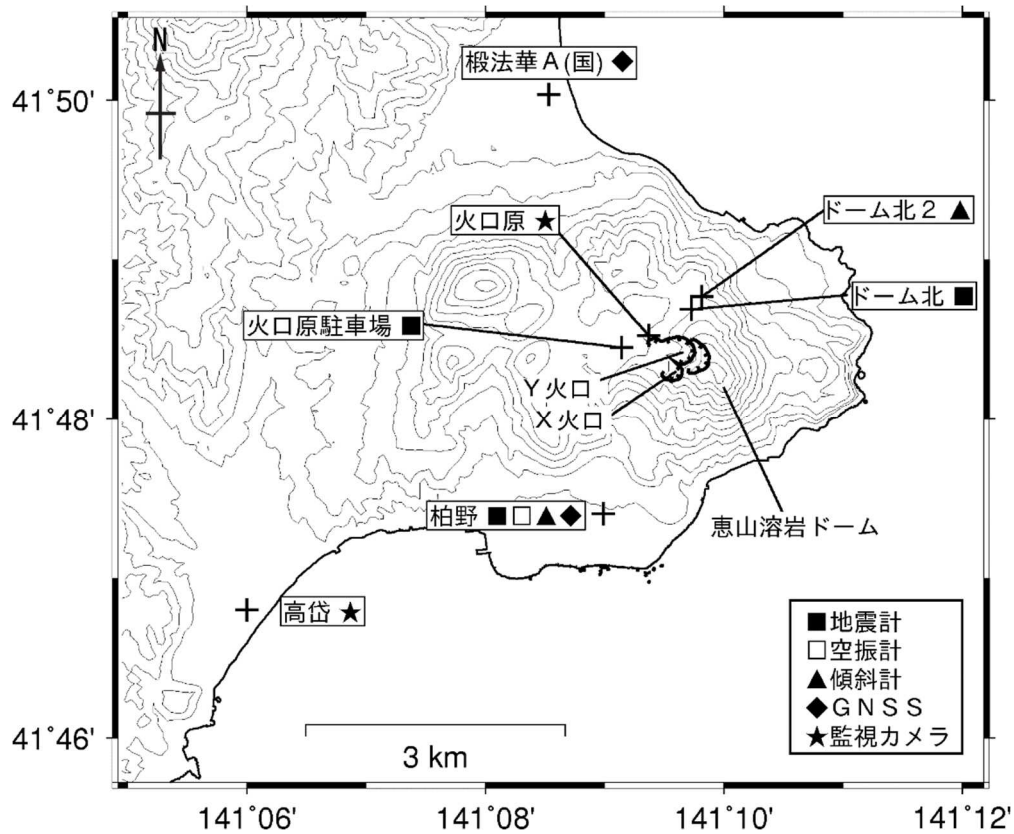 N
椴法華A(国) ◆
41°50'
ドーム北2 ▲
火口原 ★
ドーム北 ■
火口原駐車場 ■
Y火口
X火口
41°48'
柏野 ■□▲◆
恵山溶岩ドーム
高岱 ★
■地震計
□空振計
▲傾斜計
◆GNSS
★監視カメラ
3 km
41°46'
141°06'
141°08'
141°10'
141°12'